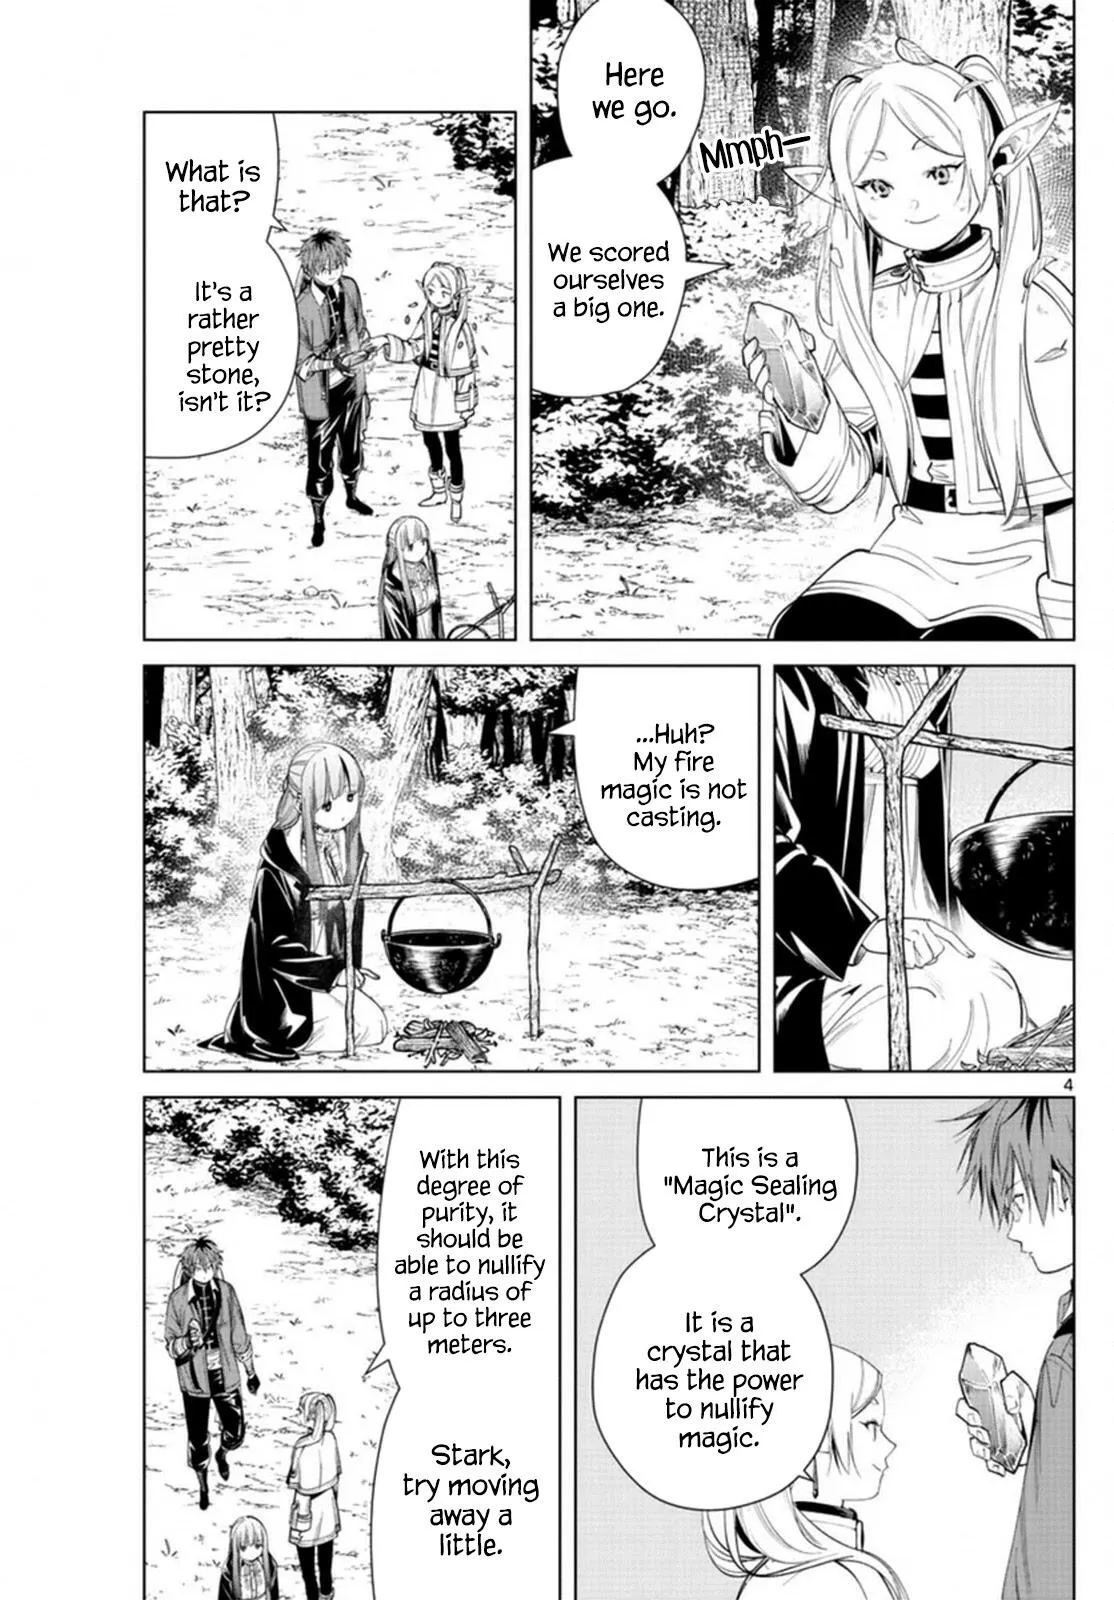 Here
we go.
Mmph—
We scored
ourselves
a big one.
What is
that?
It's a
rather
pretty
stone,
isn't it?
...Huh?
My fire
magic is not
casting.
4
This is a
"Magic Sealing
Crystal".
It is a
crystal that
has the power
to nullify
magic.
With this
degree of
purity, it
should be
able to nullify
a radius of
up to three
meters.
Stark,
try moving
away a
little.